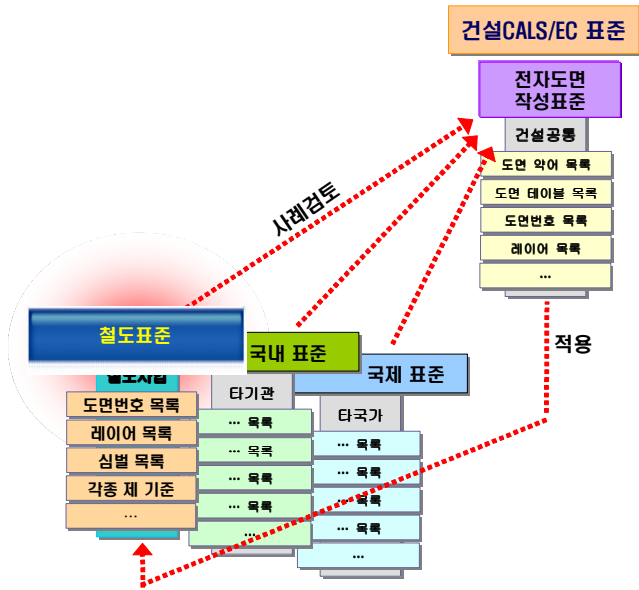 건설CALS/EC 표준
전자도면
작성표준
건설공통
도면 약어 목록
도면 테이블 목록
도면번호 목록
레이어 목록
...
사례검토
적용
철도표준
철도사업
도면번호 목록
레이어 목록
심벌 목록
각종 제 기준
...
국내 표준
타기관
... 목록
... 목록
... 목록
... 목록
...
국제 표준
타국가
... 목록
... 목록
... 목록
... 목록
...